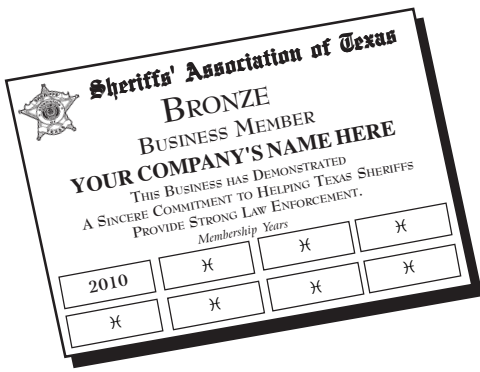 Sheriffs' Association of Texas
BRONZE
BUSINESS MEMBER
YOUR COMPANY'S NAME HERE
THIS BUSINESS HAS DEMONSTRATED
A SINCERE COMMITMENT TO HELPING TEXAS SHERIFFS
PROVIDE STRONG LAW ENFORCEMENT.
Membership Years
2010 ♓ ♓ ♓
♓ ♓ ♓ ♓